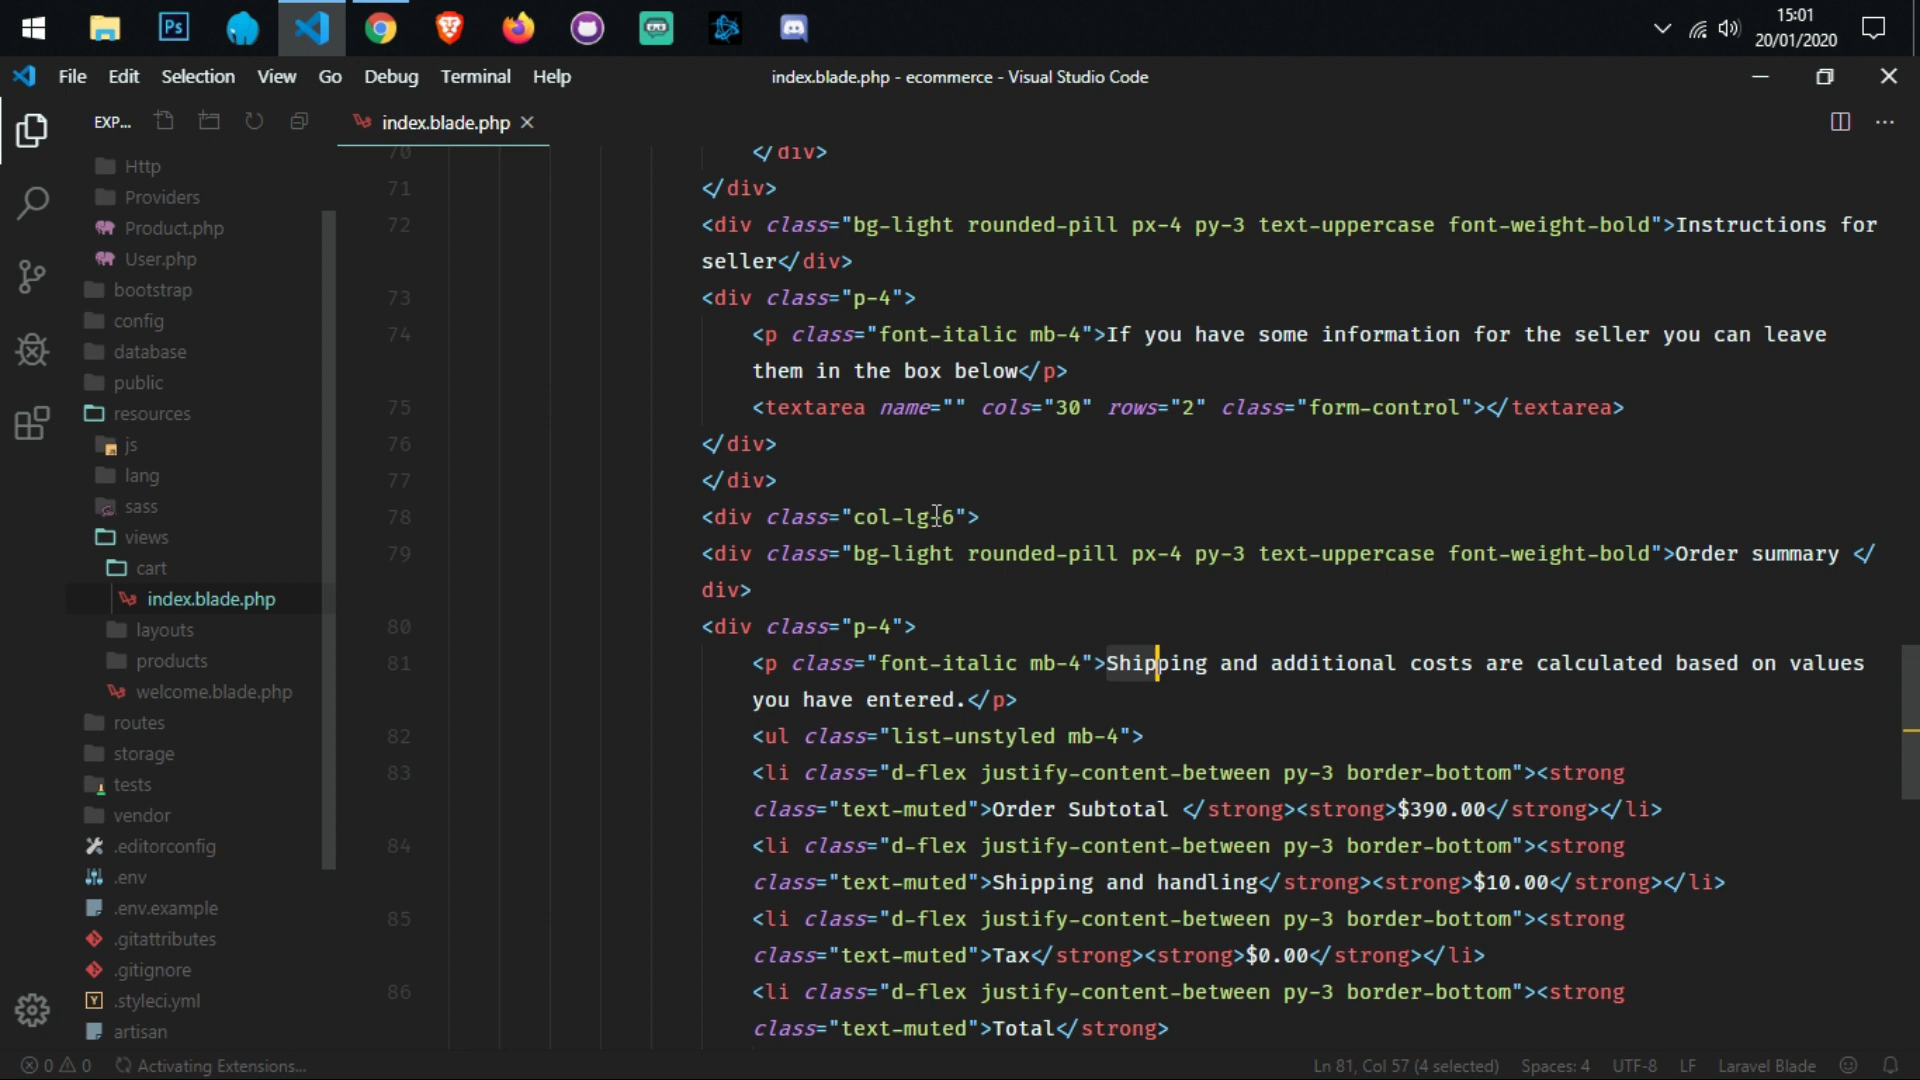 15:01
20/01/2020
Ps
File Edit Selection View Go Debug Terminal Help
index.blade.php - ecommerce - Visual Studio Code
EXP...
index.blade.php
Http
Providers
Product.php
User.php
bootstrap
config
database
public
resources
js
lang
sass
views
cart
index.blade.php
layouts
products
welcome.blade.php
routes
storage
tests
vendor
.editorconfig
.env
.env.example
.gitattributes
.gitignore
.styleci.yml
artisan
70 </div>
71 </div>
72 <div class="bg-light rounded-pill px-4 py-3 text-uppercase font-weight-bold">Instructions for
seller</div>
73 <div class="p-4">
74 <p class="font-italic mb-4">If you have some information for the seller you can leave
them in the box below</p>
75 <textarea name="" cols="30" rows="2" class="form-control"></textarea>
76 </div>
77 </div>
78 <div class="col-lg-6">
79 <div class="bg-light rounded-pill px-4 py-3 text-uppercase font-weight-bold">Order summary </
div>
80 <div class="p-4">
81 <p class="font-italic mb-4">Shipping and additional costs are calculated based on values
you have entered.</p>
82 <ul class="list-unstyled mb-4">
83 <li class="d-flex justify-content-between py-3 border-bottom"><strong
class="text-muted">Order Subtotal </strong><strong>$390.00</strong></li>
84 <li class="d-flex justify-content-between py-3 border-bottom"><strong
class="text-muted">Shipping and handling</strong><strong>$10.00</strong></li>
85 <li class="d-flex justify-content-between py-3 border-bottom"><strong
class="text-muted">Tax</strong><strong>$0.00</strong></li>
86 <li class="d-flex justify-content-between py-3 border-bottom"><strong
class="text-muted">Total</strong>
0 0 Activating Extensions...
Ln 81, Col 57 (4 selected) Spaces: 4 UTF-8 LF Laravel Blade